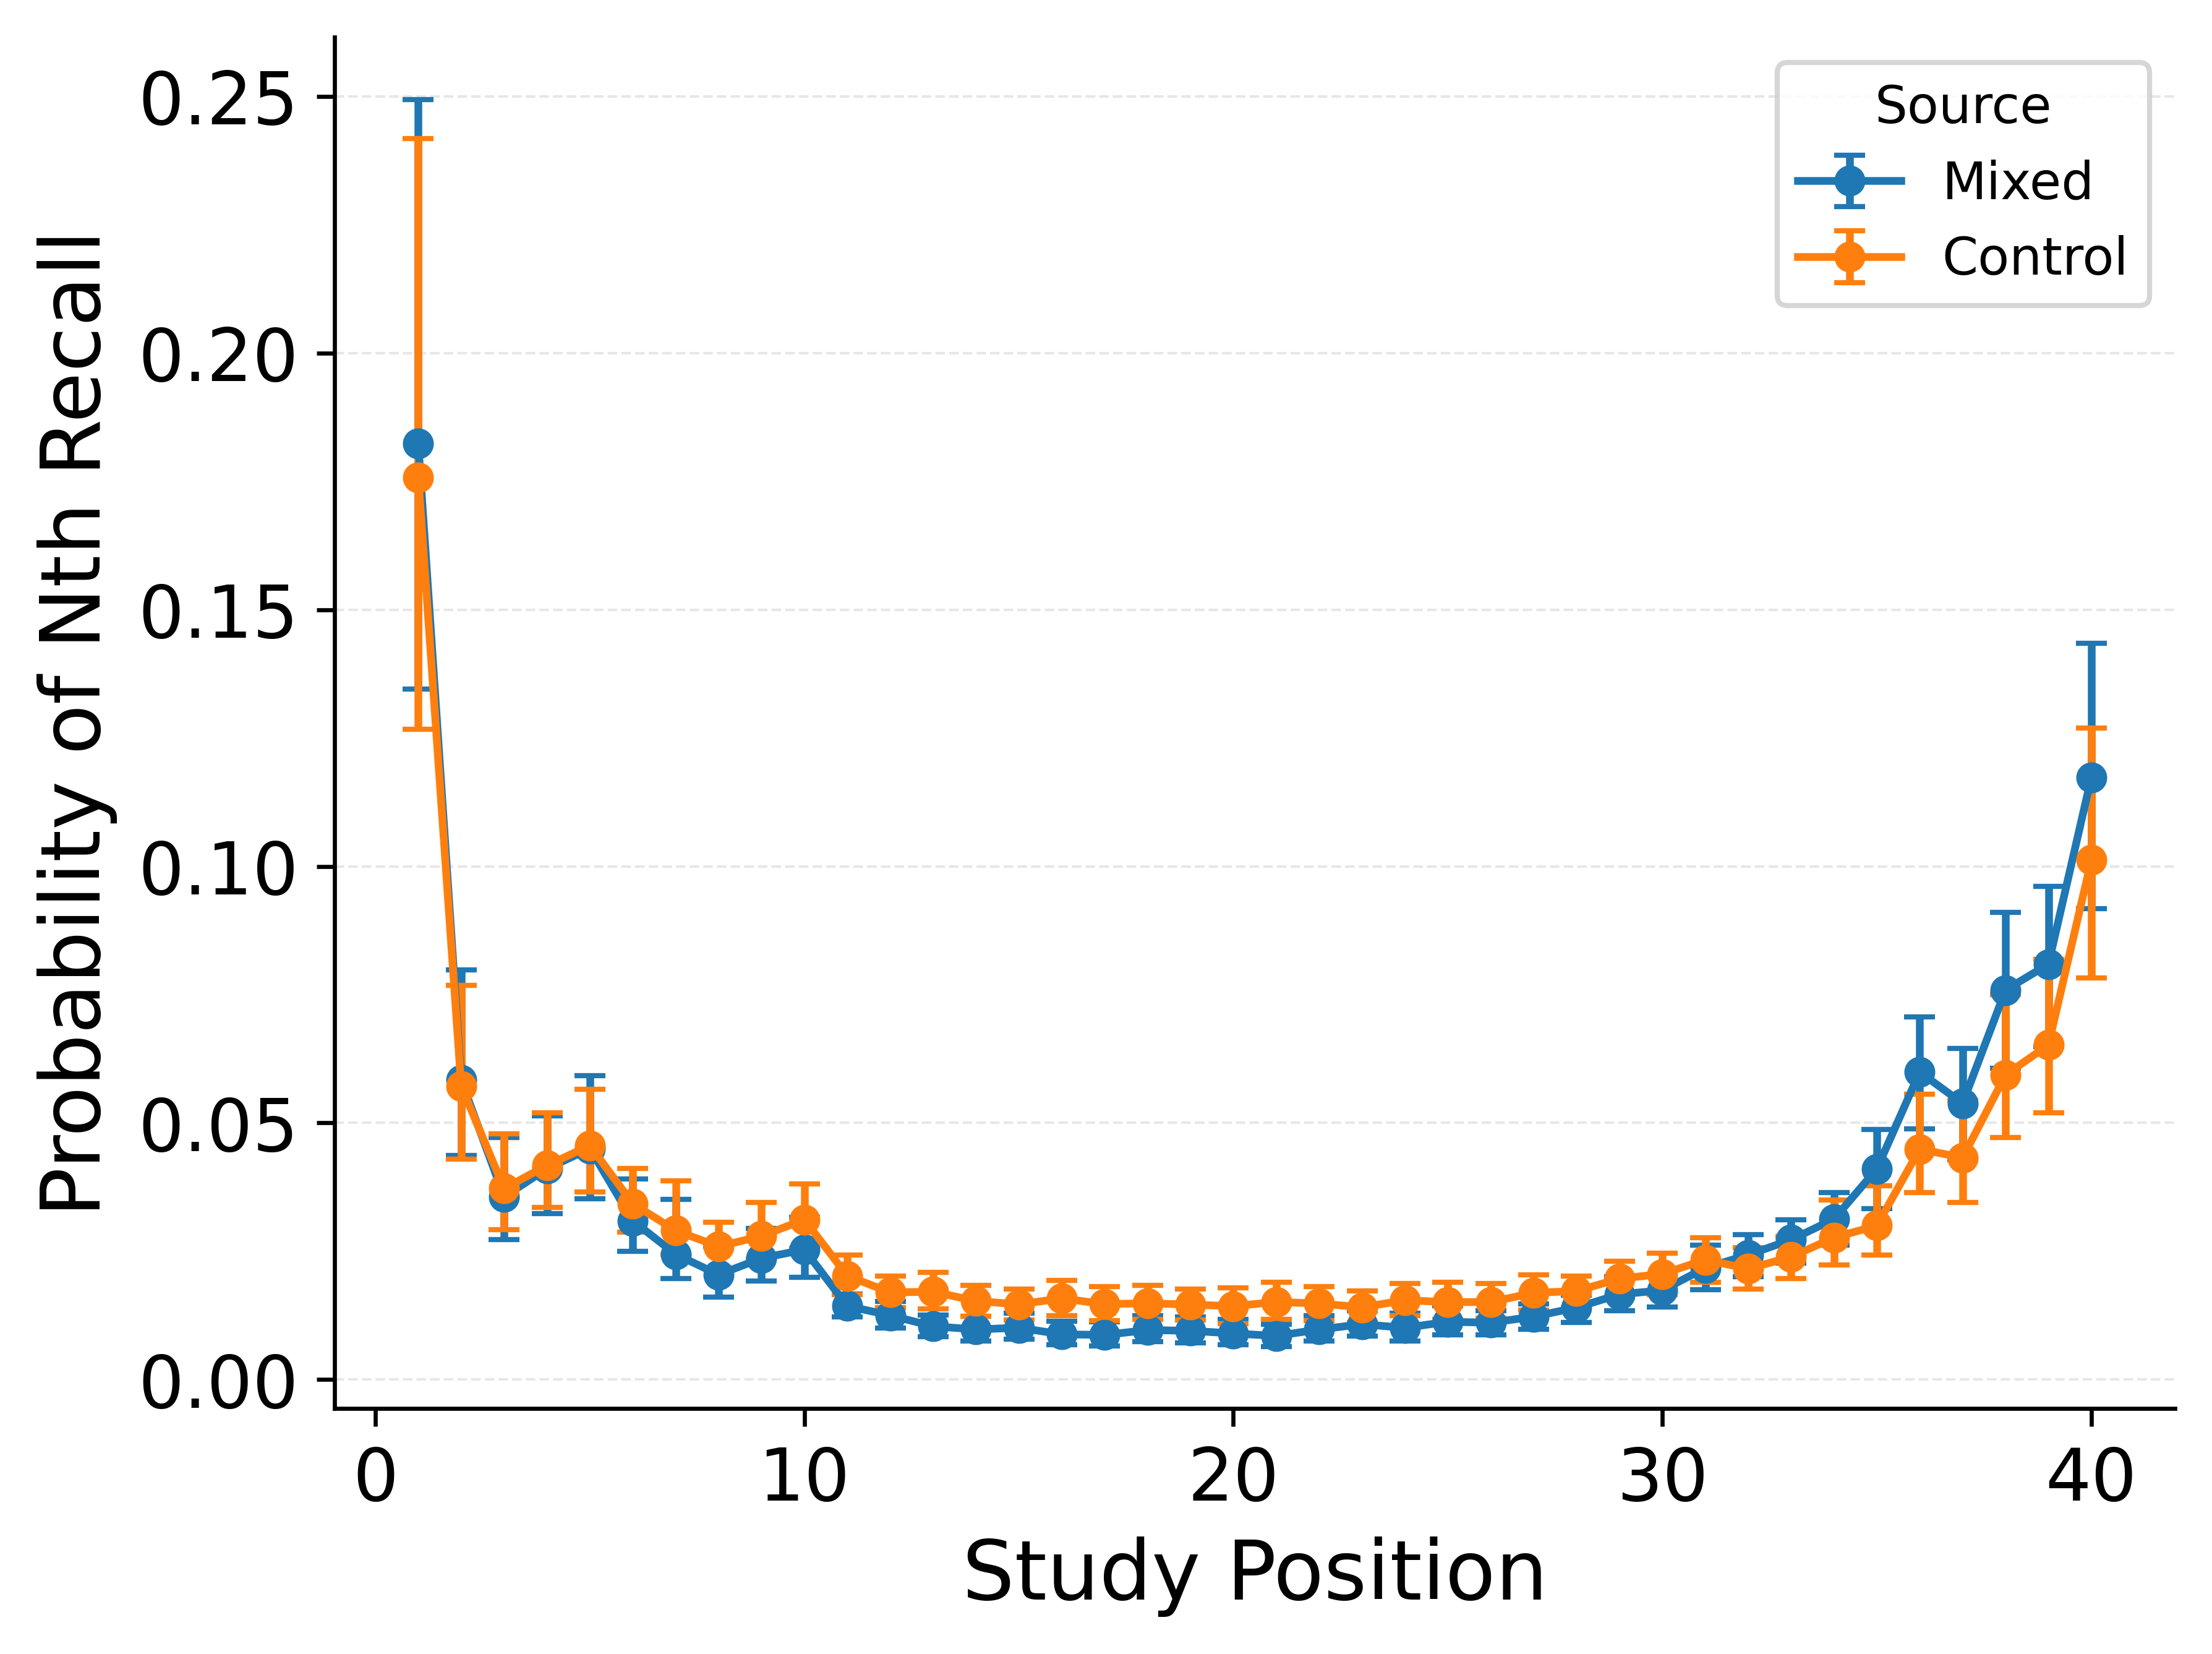 Probability of Nth Recall
0.25
0.20
0.15
0.10
0.05
0.00
Source
Mixed
Control
0 10 20 30 40
Study Position